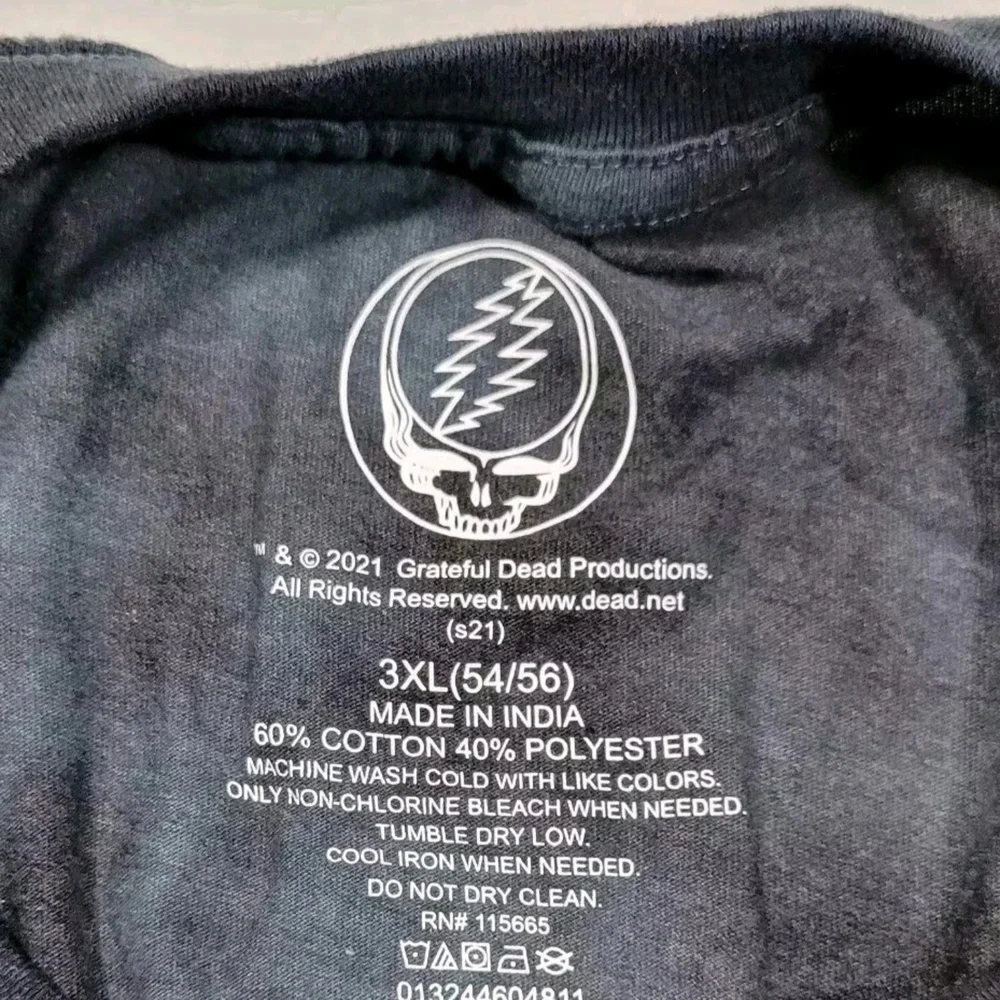 ™ & © 2021 Grateful Dead Productions.
All Rights Reserved. www.dead.net
(s21)
3XL(54/56)
MADE IN INDIA
60% COTTON 40% POLYESTER
MACHINE WASH COLD WITH LIKE COLORS.
ONLY NON-CHLORINE BLEACH WHEN NEEDED.
TUMBLE DRY LOW.
COOL IRON WHEN NEEDED.
DO NOT DRY CLEAN.
RN# 115665
013244604811